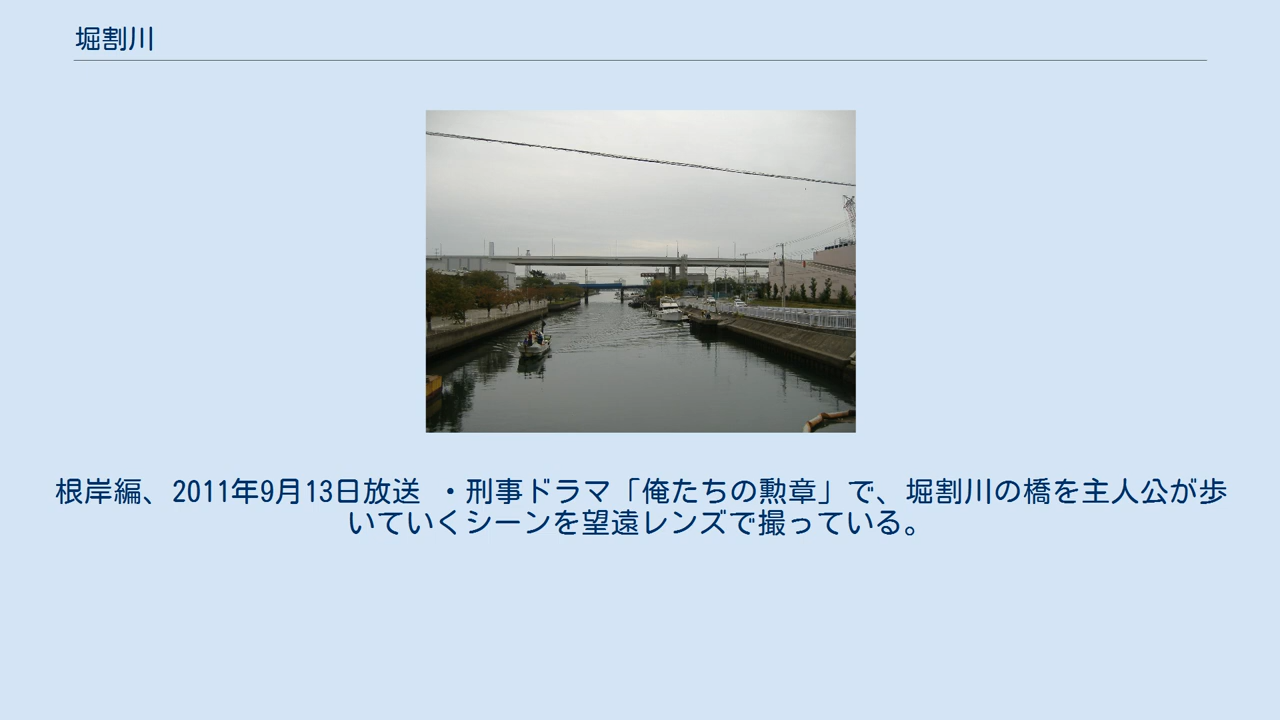 堀割川
根岸編、2011年9月13日放送 ・刑事ドラマ「俺たちの勲章」で、堀割川の橋を主人公が歩
いていくシーンを望遠レンズで撮っている。